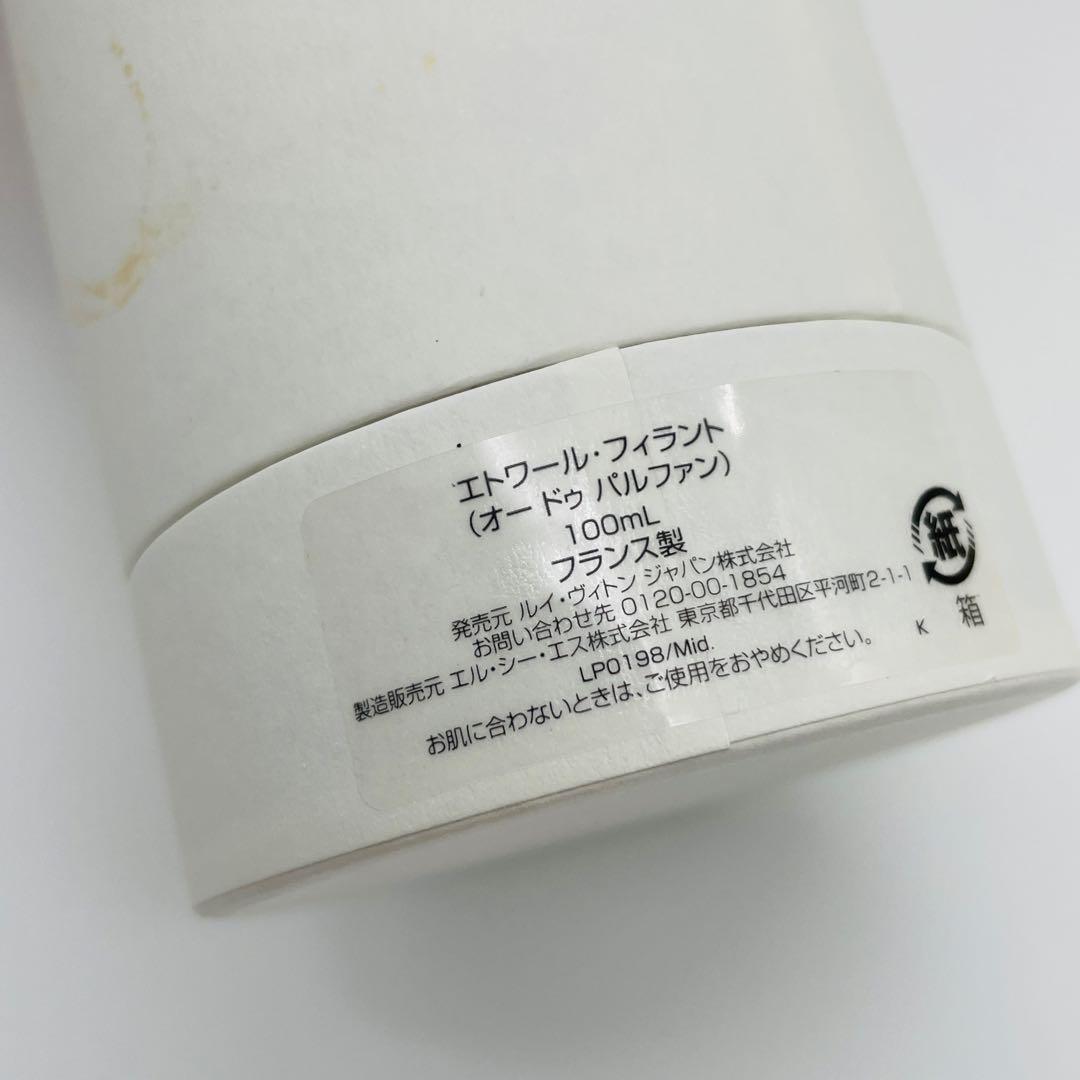 エトワール・フィラント
（オー ドゥ パルファン）
100mL
フランス製
発売元 ルイ・ヴィトン ジャパン株式会社
お問い合わせ先 0120-00-1854
製造販売元 エル・シー・エス株式会社 東京都千代田区平河町2-1-1
LP0198/Mid.
お肌に合わないときは、ご使用をおやめください。
K
紙
箱